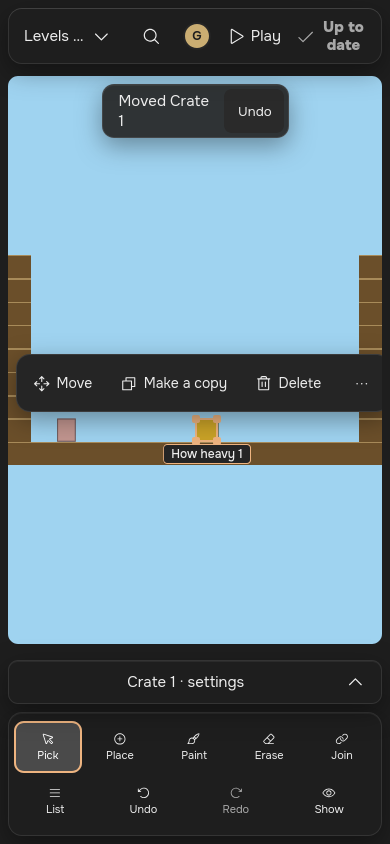 Levels ...
G
Play
Up to
date
Moved Crate
1
Undo
Move
Make a copy
Delete
...
How heavy 1
Crate 1 · settings
Pick
Place
Paint
Erase
Join
List
Undo
Redo
Show